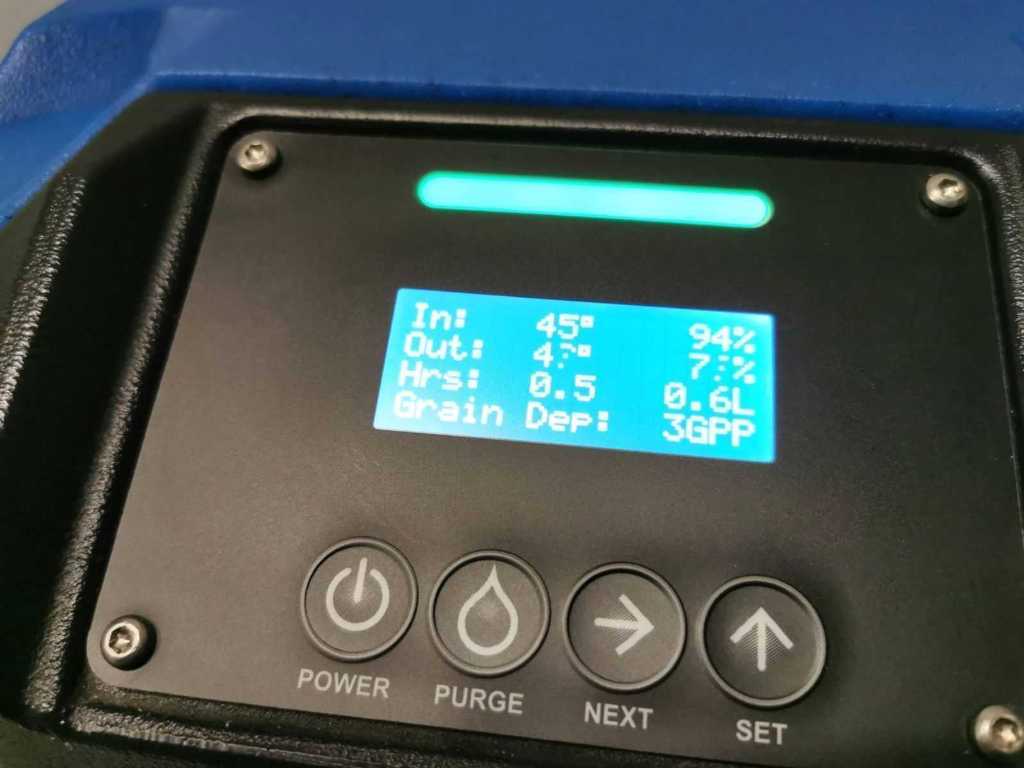 In: 45° 94%
Out:
Hrs: 0.5 0.6L
Grain Dep: 3GPP
POWER PURGE NEXT SET